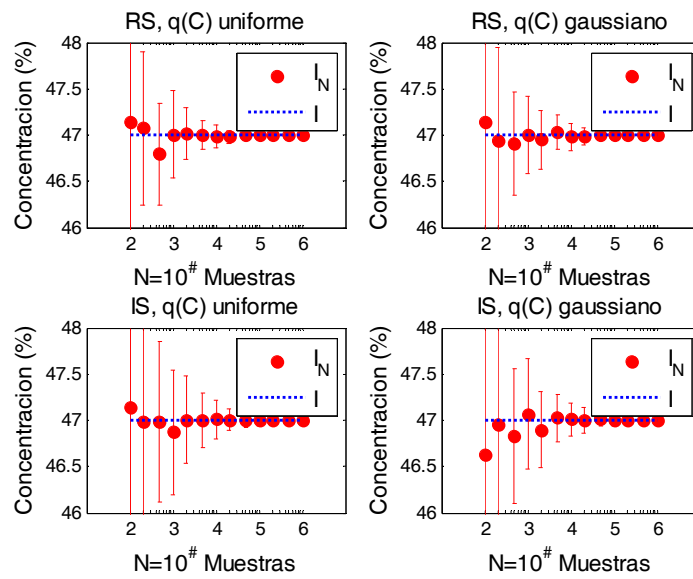 RS, q(C) uniforme
48
47.5
47
46.5
46
Concentracion (%)
I_N
I
2 3 4 5 6
N=10^# Muestras
RS, q(C) gaussiano
48
47.5
47
46.5
46
Concentracion (%)
I_N
I
2 3 4 5 6
N=10^# Muestras
IS, q(C) uniforme
48
47.5
47
46.5
46
Concentracion (%)
I_N
I
2 3 4 5 6
N=10^# Muestras
IS, q(C) gaussiano
48
47.5
47
46.5
46
Concentracion (%)
I_N
I
2 3 4 5 6
N=10^# Muestras